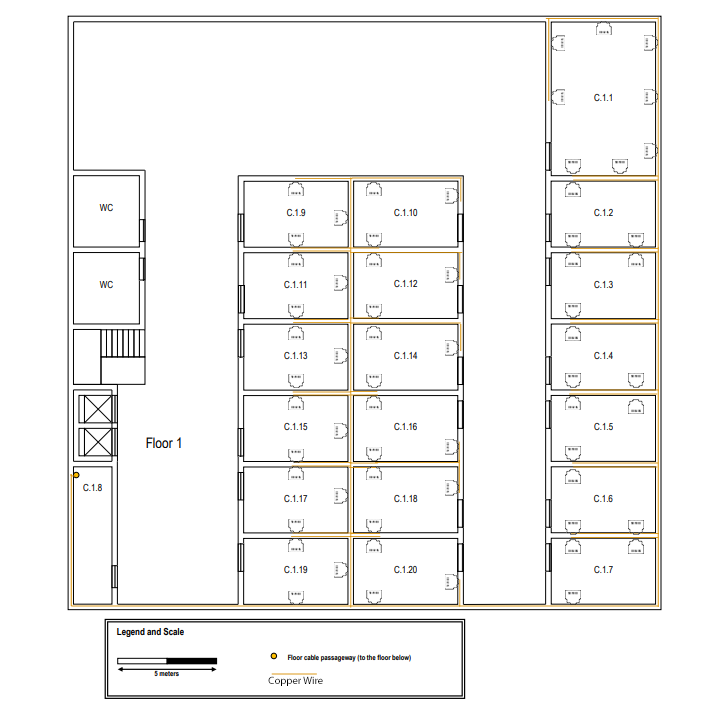 C.1.1
WC
C.1.9
C.1.10
C.1.2
WC
C.1.11
C.1.12
C.1.3
C.1.13
C.1.14
C.1.4
Floor 1
C.1.15
C.1.16
C.1.5
C.1.8
C.1.17
C.1.18
C.1.6
C.1.19
C.1.20
C.1.7
Legend and Scale
5 meters
Floor cable passageway (to the floor below)
Copper Wire